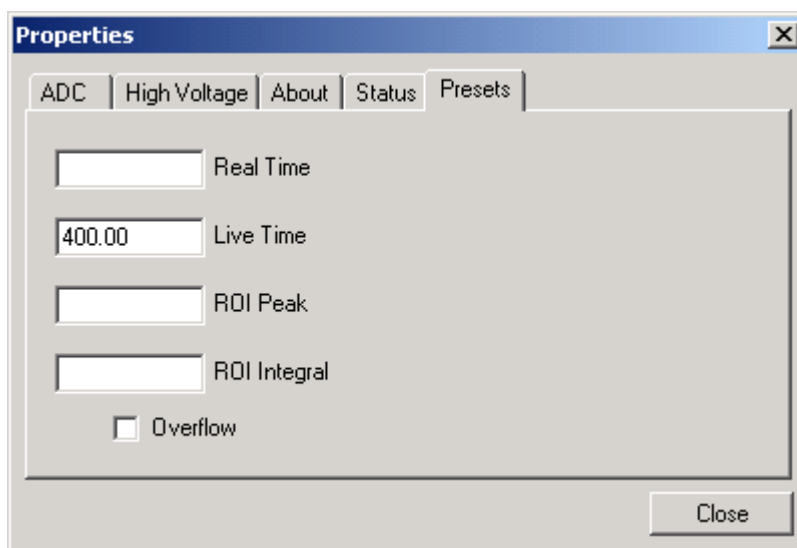 Properties
ADC High Voltage About Status Presets
Real Time
400.00 Live Time
ROI Peak
ROI Integral
Overflow
Close